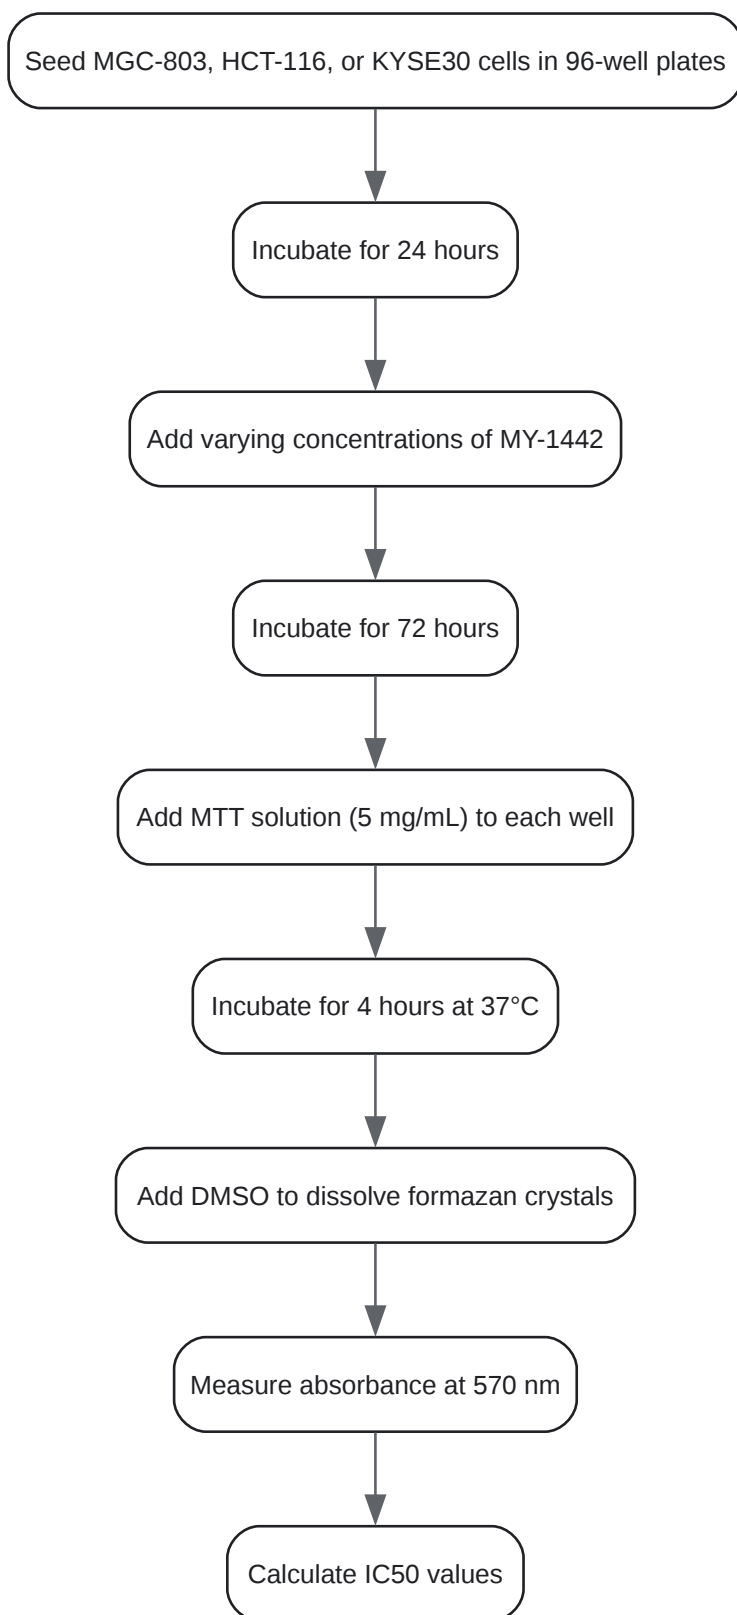 Seed MGC-803, HCT-116, or KYSE30 cells in 96-well plates
Incubate for 24 hours
Add varying concentrations of MY-1442
Incubate for 72 hours
Add MTT solution (5 mg/mL) to each well
Incubate for 4 hours at 37°C
Add DMSO to dissolve formazan crystals
Measure absorbance at 570 nm
Calculate IC50 values